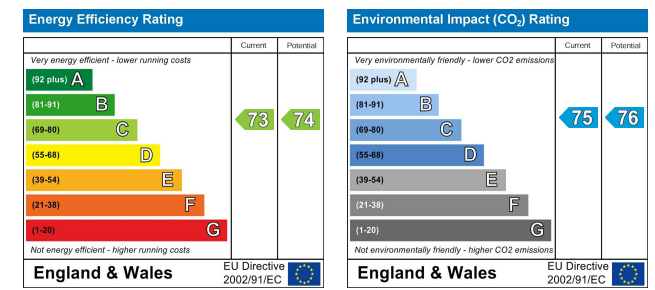 Energy Efficiency Rating
Current Potential
Very energy efficient - lower running costs
(92 plus) A
(81-91) B
(69-80) C
73 74
(55-68) D
(39-54) E
(21-38) F
(1-20) G
Not energy efficient - higher running costs
England & Wales
EU Directive
2002/91/EC
Environmental Impact (CO2) Rating
Current Potential
Very environmentally friendly - lower CO2 emissions
(92 plus) A
(81-91) B
(69-80) C
75 76
(55-68) D
(39-54) E
(21-38) F
(1-20) G
Not environmentally friendly - higher CO2 emissions
England & Wales
EU Directive
2002/91/EC